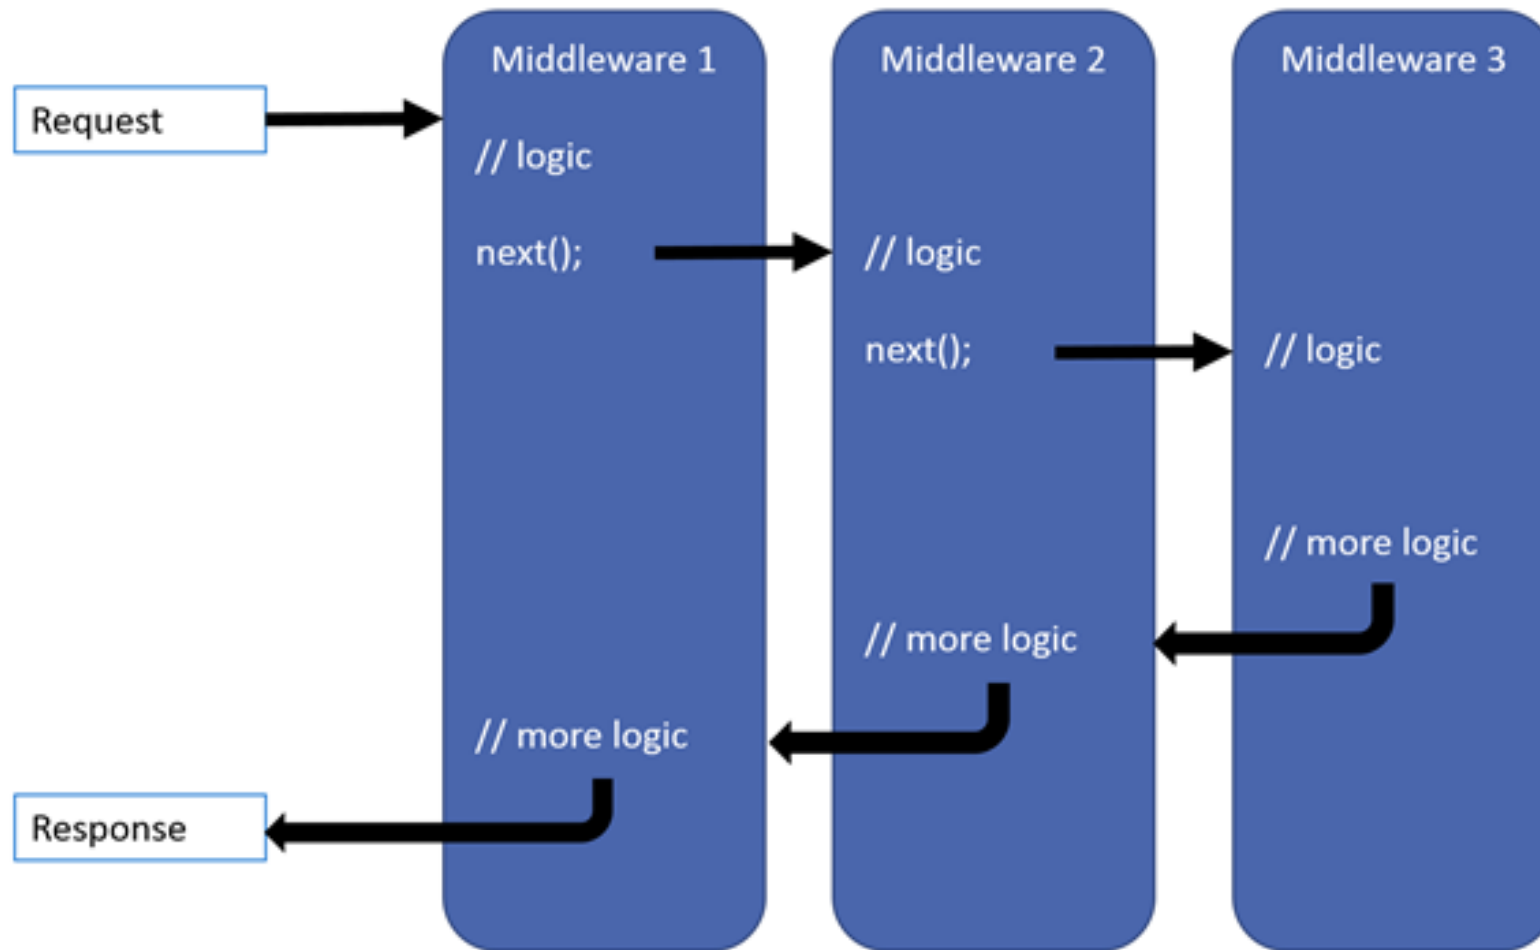 Middleware 1
Middleware 2
Middleware 3
Request
// logic
next();
// logic
next();
// logic
// more logic
// more logic
// more logic
Response